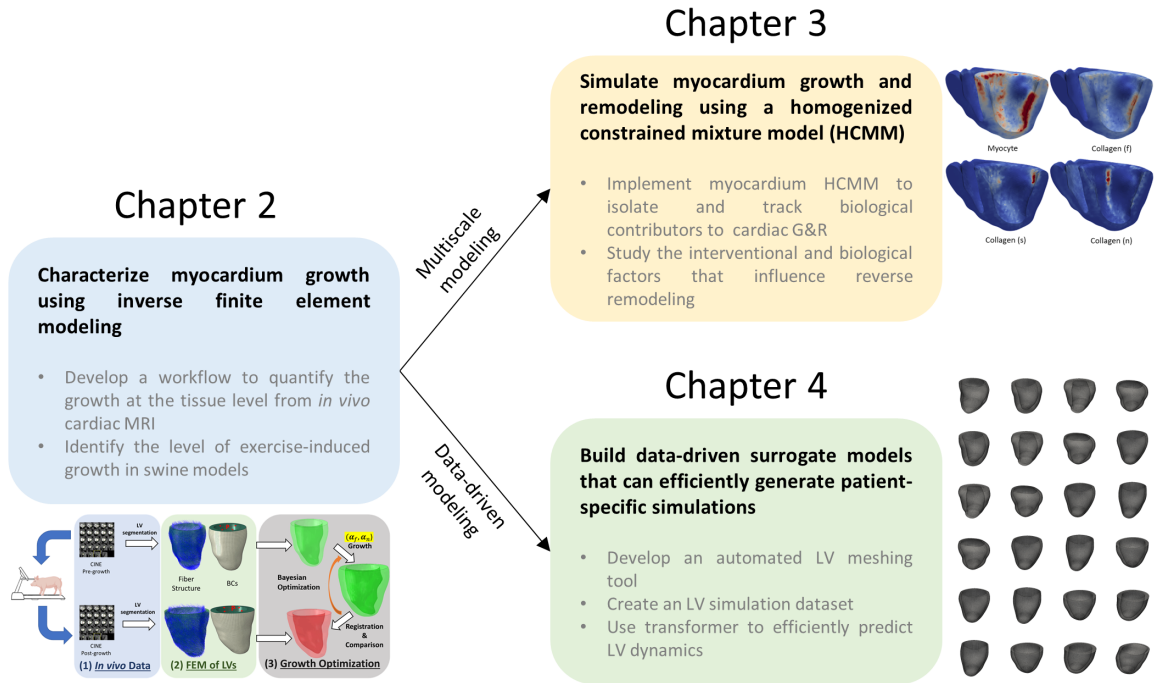 Chapter 2
Characterize myocardium growth
using inverse finite element
modeling
• Develop a workflow to quantify the
growth at the tissue level from in vivo
cardiac MRI
• Identify the level of exercise-induced
growth in swine models
Multiscale
modeling
Data-driven
modeling
Chapter 3
Simulate myocardium growth and
remodeling using a homogenized
constrained mixture model (HCMM)
• Implement myocardium HCMM to
isolate and track biological
contributors to cardiac G&R
• Study the interventional and biological
factors that influence reverse
remodeling
Myocyte
Collagen (f)
Collagen (s)
Collagen (n)
Chapter 4
Build data-driven surrogate models
that can efficiently generate patient-
specific simulations
• Develop an automated LV meshing
tool
• Create an LV simulation dataset
• Use transformer to efficiently predict
LV dynamics
CINE
Pre-growth
LV
segmentation
CINE
Post-growth
LV
segmentation
(1) In vivo Data
Fiber
Structure
BCs
(2) FEM of LVs
Bayesian
Optimization
(αf, αn)
Growth
Registration
&
Comparison
(3) Growth Optimization